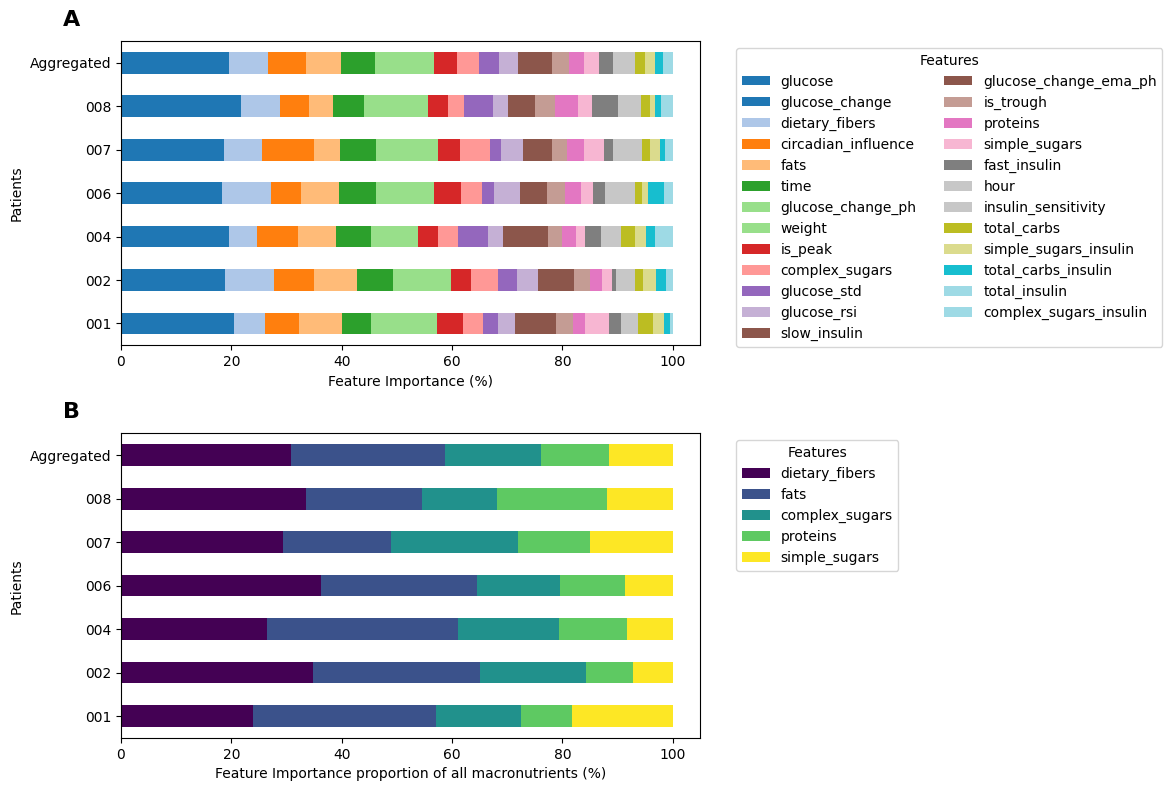 A
Aggregated
008
007
006
004
002
001
Patients
0 20 40 60 80 100
Feature Importance (%)
Features
glucose
glucose_change
dietary_fibers
circadian_influence
fats
time
glucose_change_ph
weight
is_peak
complex_sugars
glucose_std
glucose_rsi
slow_insulin
glucose_change_ema_ph
is_trough
proteins
simple_sugars
fast_insulin
hour
insulin_sensitivity
total_carbs
simple_sugars_insulin
total_carbs_insulin
total_insulin
complex_sugars_insulin
B
Aggregated
008
007
006
004
002
001
Patients
0 20 40 60 80 100
Feature Importance proportion of all macronutrients (%)
Features
dietary_fibers
fats
complex_sugars
proteins
simple_sugars